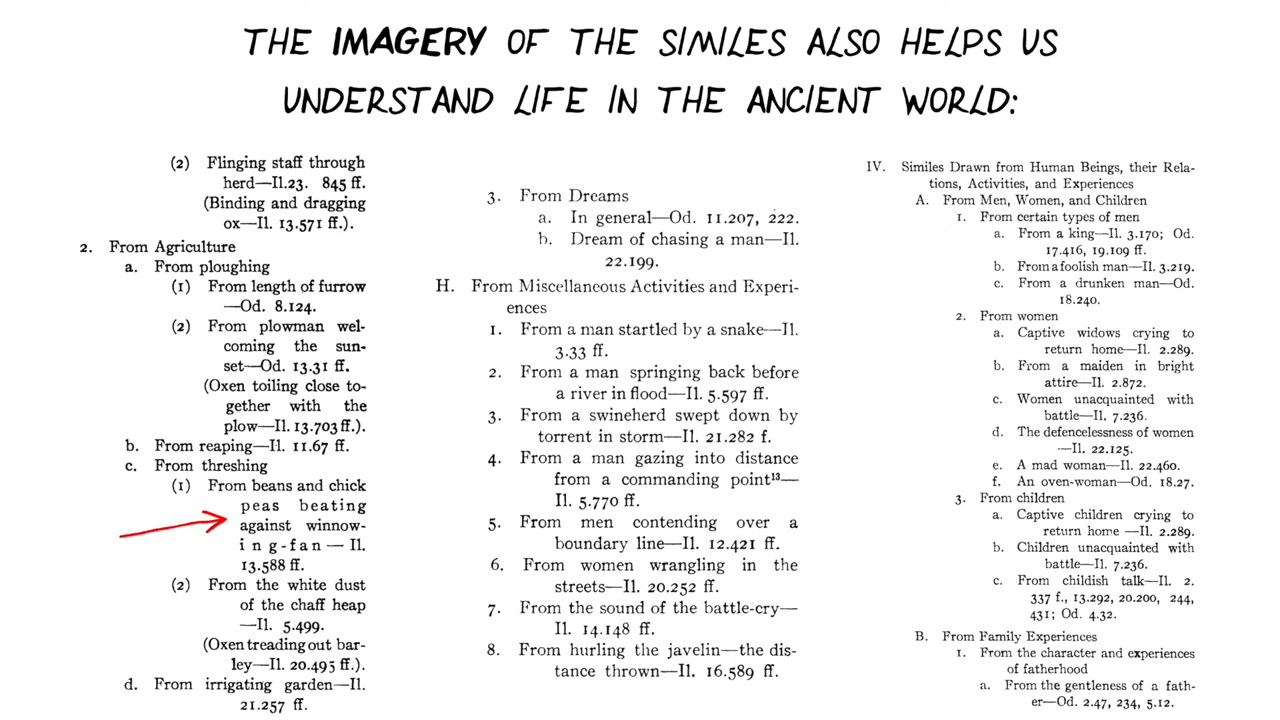 THE IMAGERY OF THE SIMILES ALSO HELPS US
UNDERSTAND LIFE IN THE ANCIENT WORLD:
(2) Flinging staff through
herd—Il.23. 845 ff.
(Binding and dragging
ox—Il. 13.571 ff.).
2. From Agriculture
a. From ploughing
(1) From length of furrow
—Od. 8.124.
(2) From plowman wel-
coming the sun-
set—Od. 13.31 ff.
(Oxen toiling close to-
gether with the
plow—Il. 13.703 ff.).
b. From reaping—Il. 11.67 ff.
c. From threshing
(1) From beans and chick
peas beating
against winnow-
ing-fan—Il.
13.588 ff.
(2) From the white dust
of the chaff heap
—Il. 5.499.
(Oxen treading out bar-
ley—Il. 20.495 ff.).
d. From irrigating garden—Il.
21.257 ff.
3. From Dreams
a. In general—Od. 11.207, 222.
b. Dream of chasing a man—Il.
22.199.
H. From Miscellaneous Activities and Experi-
ences
1. From a man startled by a snake—Il.
3.33 ff.
2. From a man springing back before
a river in flood—Il. 5.597 ff.
3. From a swineherd swept down by
torrent in storm—Il. 21.282 f.
4. From a man gazing into distance
from a commanding point¹³—
Il. 5.770 ff.
5. From men contending over a
boundary line—Il. 12.421 ff.
6. From women wrangling in the
streets—Il. 20.252 ff.
7. From the sound of the battle-cry—
Il. 14.148 ff.
8. From hurling the javelin—the dis-
tance thrown—Il. 16.589 ff.
IV. Similes Drawn from Human Beings, their Rela-
tions, Activities, and Experiences
A. From Men, Women, and Children
1. From certain types of men
a. From a king—Il. 3.170; Od.
17.416, 19.109 ff.
b. From a foolish man—Il. 3.219.
c. From a drunken man—Od.
18.240.
2. From women
a. Captive widows crying to
return home—Il. 2.289.
b. From a maiden in bright
attire—Il. 2.872.
c. Women unacquainted with
battle—Il. 7.236.
d. The defencelessness of women
—Il. 22.125.
e. A mad woman—Il. 22.460.
f. An oven-woman—Od. 18.27.
3. From children
a. Captive children crying to
return home —Il. 2.289.
b. Children unacquainted with
battle—Il. 7.236.
c. From childish talk—Il. 2.
337 f., 13.292, 20.200, 244,
431; Od. 4.32.
B. From Family Experiences
1. From the character and experiences
of fatherhood
a. From the gentleness of a fath-
er—Od. 2.47, 234, 5.12.